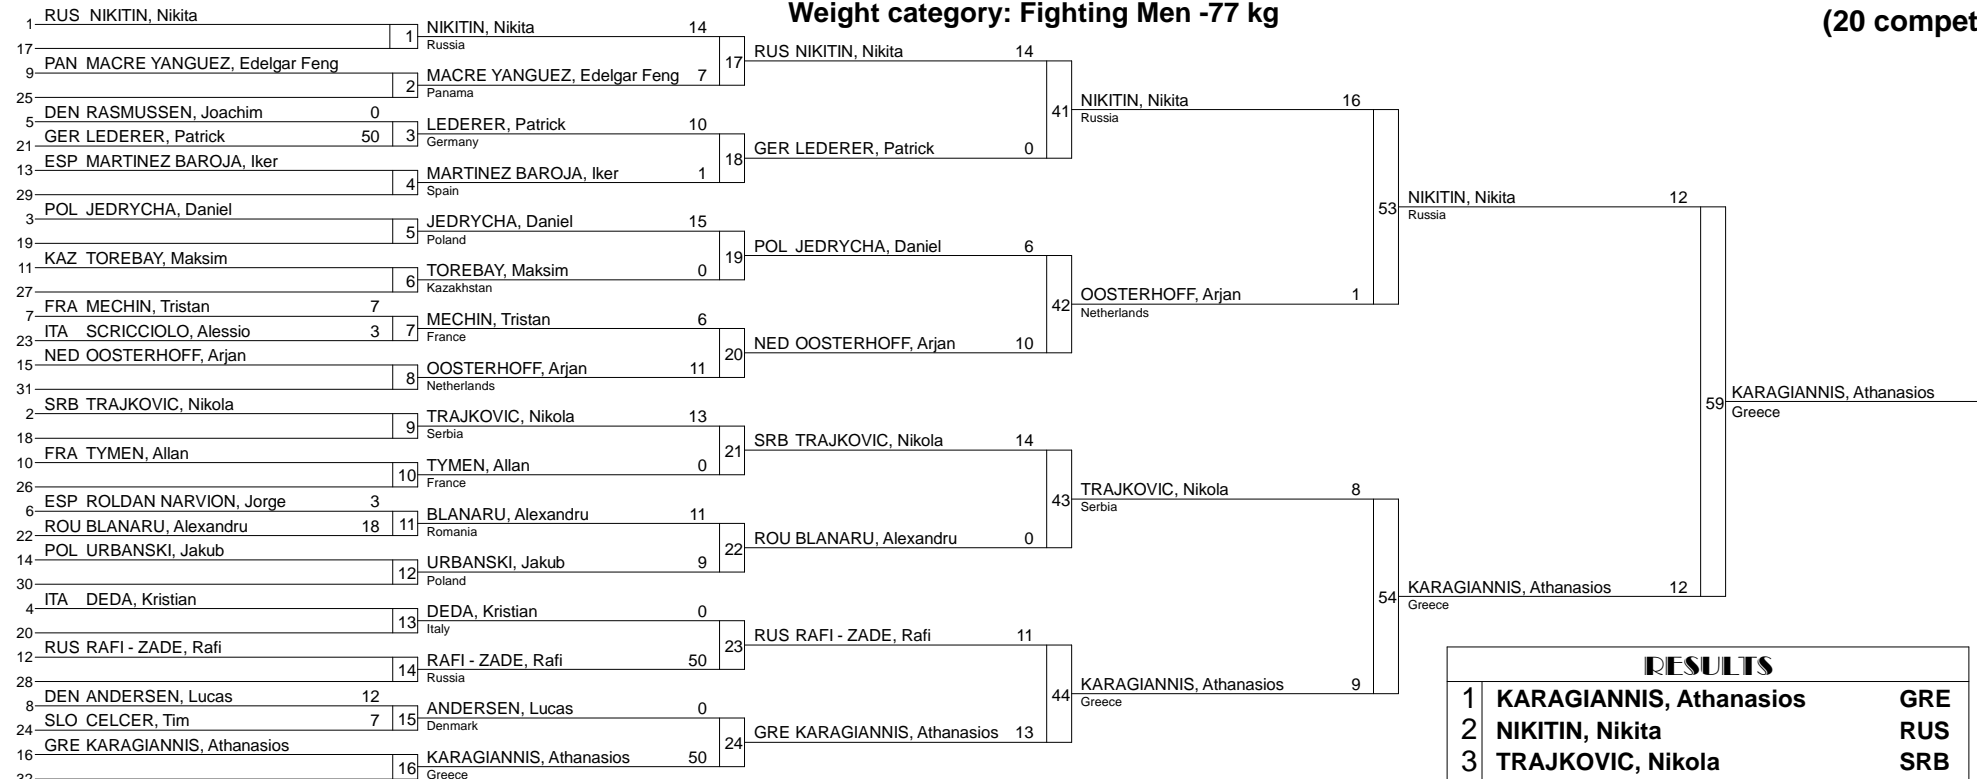 Weight category: Fighting Men -77 kg
(20 compet
1 RUS NIKITIN, Nikita
17
1
9 PAN MACRE YANGUEZ, Edelgar Feng
25
2
5 DEN RASMUSSEN, Joachim 0
21 GER LEDERER, Patrick 50
3
13 ESP MARTINEZ BAROJA, Iker
29
4
3 POL JEDRYCHA, Daniel
19
5
11 KAZ TOREBAY, Maksim
27
6
7 FRA MECHIN, Tristan 7
23 ITA SCRICCIOLO, Alessio 3
7
15 NED OOSTERHOFF, Arjan
31
8
2 SRB TRAJKOVIC, Nikola
18
9
10 FRA TYMEN, Allan
26
10
6 ESP ROLDAN NARVION, Jorge 3
22 ROU BLANARU, Alexandru 18
11
14 POL URBANSKI, Jakub
30
12
4 ITA DEDA, Kristian
20
13
12 RUS RAFI - ZADE, Rafi
28
14
8 DEN ANDERSEN, Lucas 12
24 SLO CELCER, Tim 7
15
16 GRE KARAGIANNIS, Athanasios
32
16
NIKITIN, Nikita 14
Russia
17
MACRE YANGUEZ, Edelgar Feng 7
Panama
LEDERER, Patrick 10
Germany
18
MARTINEZ BAROJA, Iker 1
Spain
JEDRYCHA, Daniel 15
Poland
19
TOREBAY, Maksim 0
Kazakhstan
MECHIN, Tristan 6
France
20
OOSTERHOFF, Arjan 11
Netherlands
TRAJKOVIC, Nikola 13
Serbia
21
TYMEN, Allan 0
France
BLANARU, Alexandru 11
Romania
22
URBANSKI, Jakub 9
Poland
DEDA, Kristian 0
Italy
23
RAFI - ZADE, Rafi 50
Russia
ANDERSEN, Lucas 0
Denmark
24
KARAGIANNIS, Athanasios 50
Greece
RUS NIKITIN, Nikita 14
41
GER LEDERER, Patrick 0
POL JEDRYCHA, Daniel 6
42
NED OOSTERHOFF, Arjan 10
SRB TRAJKOVIC, Nikola 14
43
ROU BLANARU, Alexandru 0
RUS RAFI - ZADE, Rafi 11
44
GRE KARAGIANNIS, Athanasios 13
NIKITIN, Nikita 16
Russia
53
OOSTERHOFF, Arjan 1
Netherlands
TRAJKOVIC, Nikola 8
Serbia
54
KARAGIANNIS, Athanasios 9
Greece
NIKITIN, Nikita 12
Russia
59
KARAGIANNIS, Athanasios 12
Greece
KARAGIANNIS, Athanasios
Greece
RESULTS
1 KARAGIANNIS, Athanasios GRE
2 NIKITIN, Nikita RUS
3 TRAJKOVIC, Nikola SRB